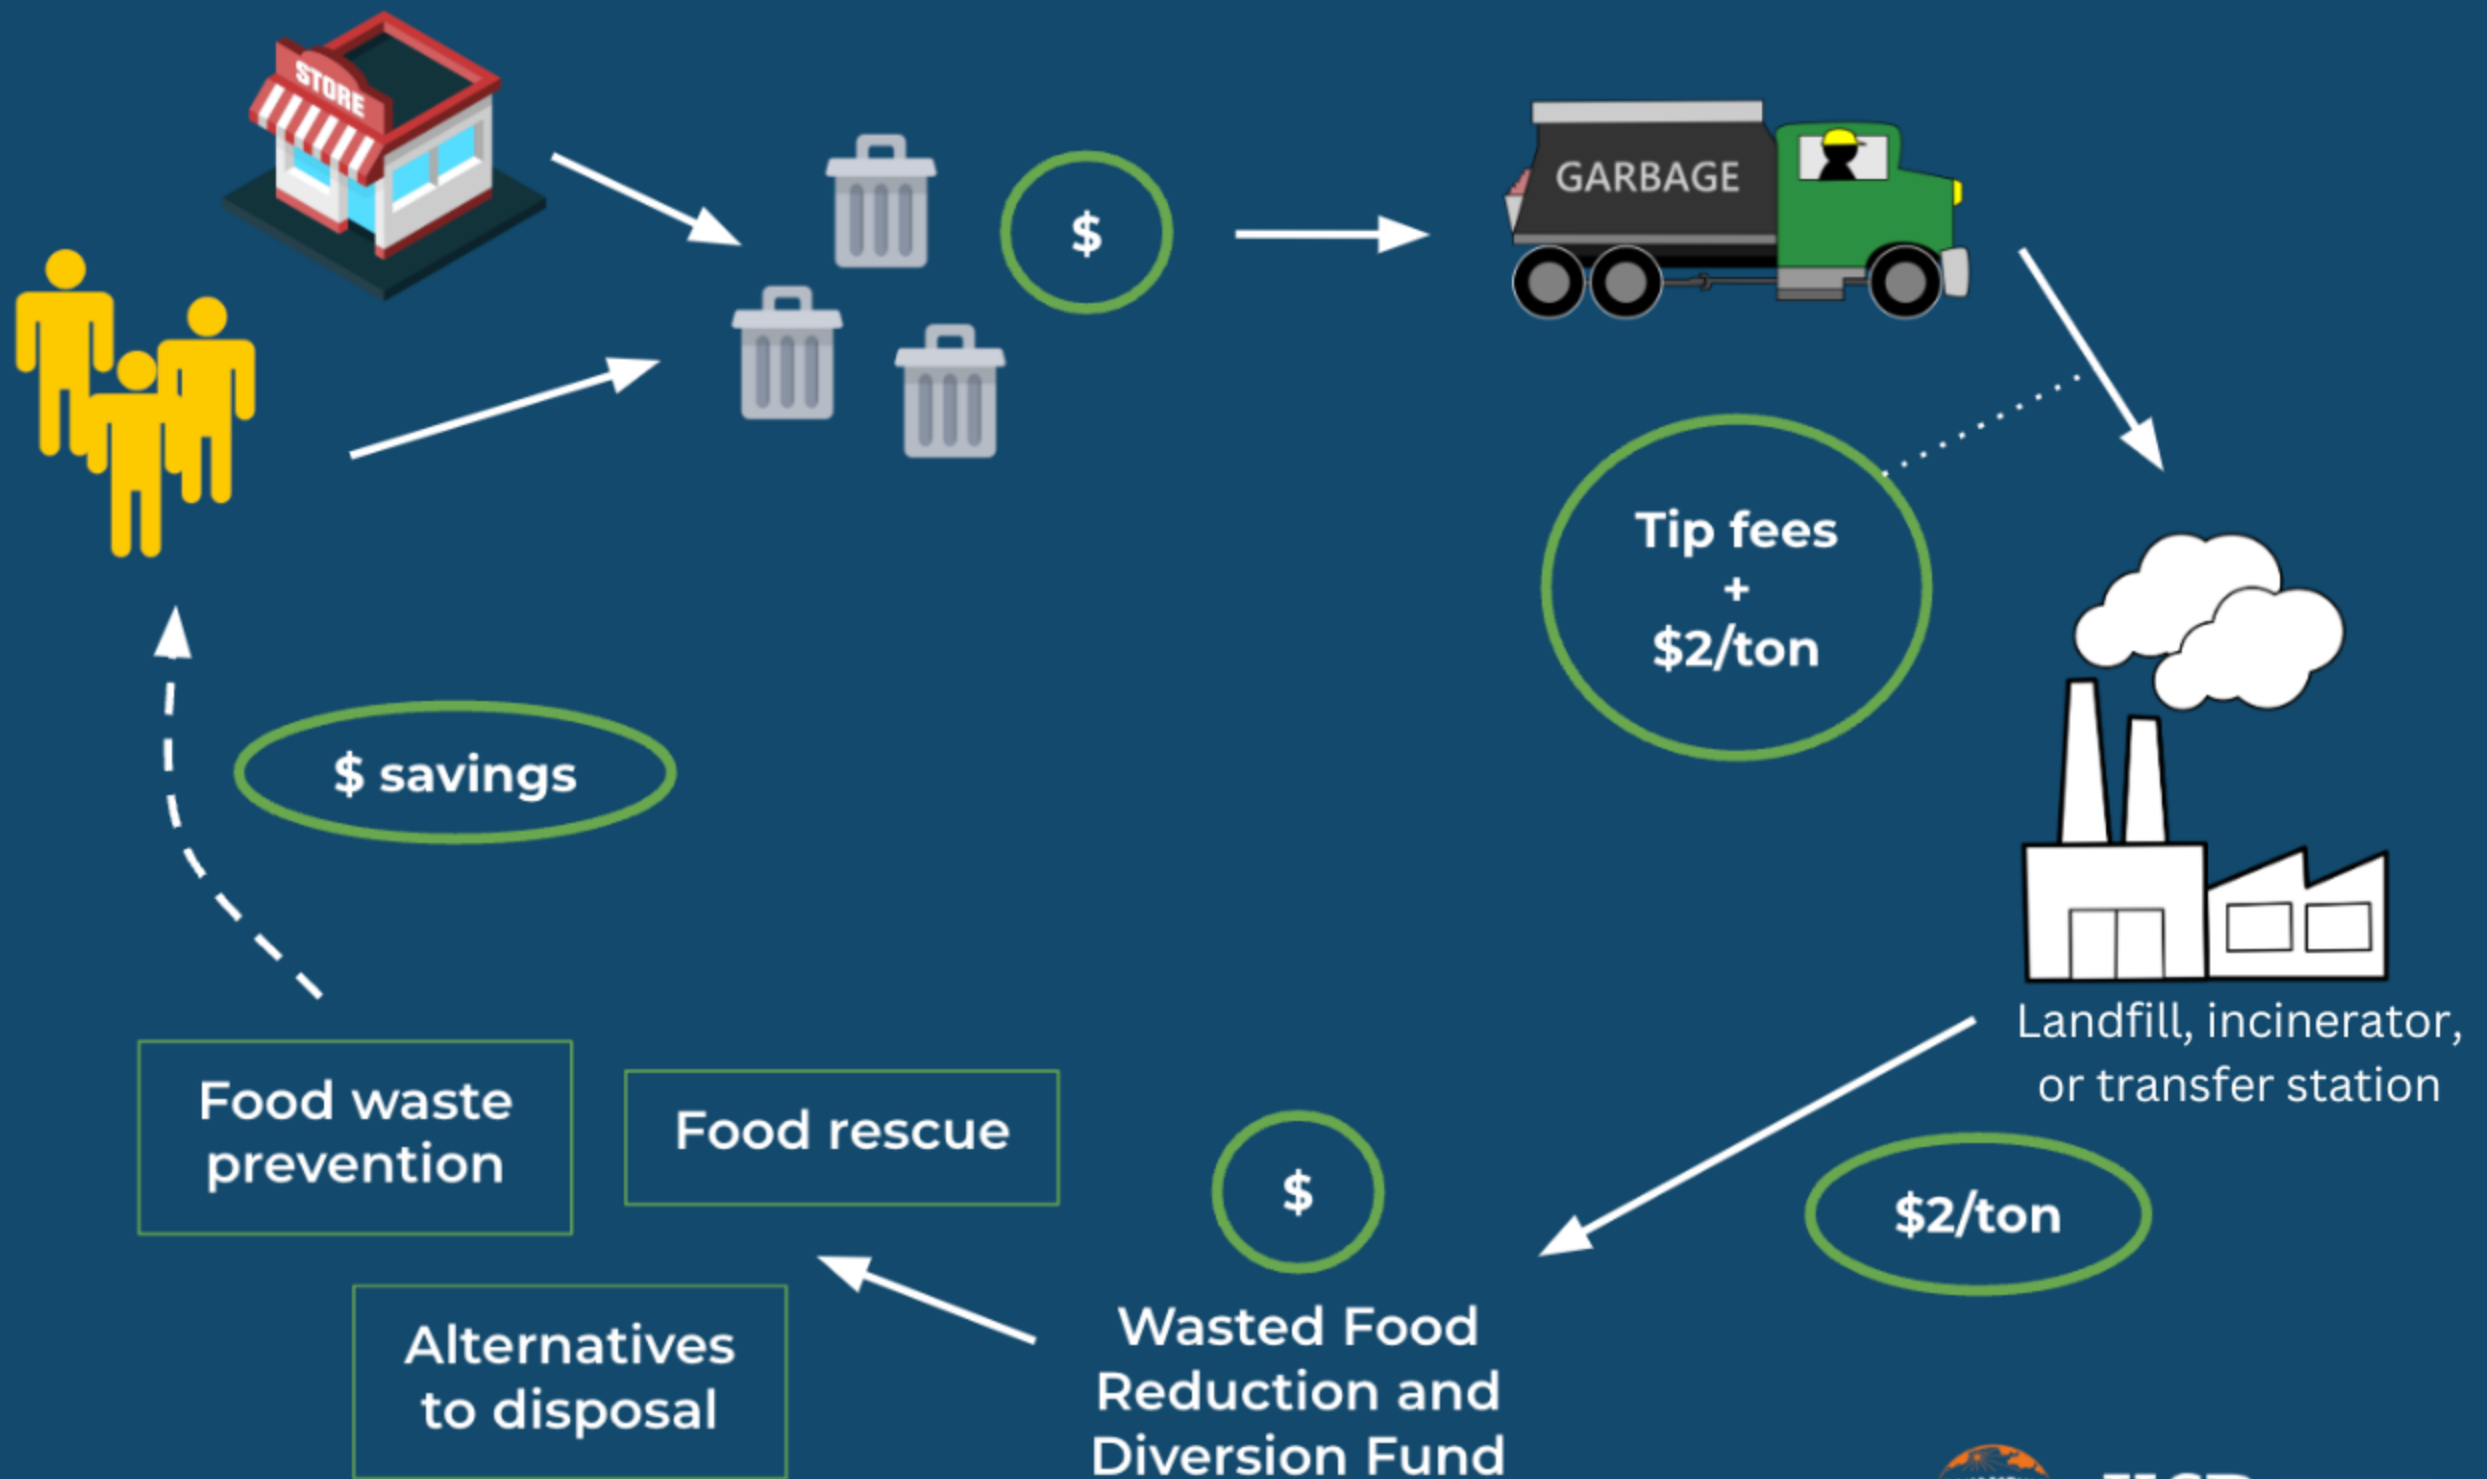 STORE
$
GARBAGE
Tip fees
+
$2/ton
$ savings
Landfill, incinerator,
or transfer station
$2/ton
$
Wasted Food
Reduction and
Diversion Fund
Food waste
prevention
Food rescue
Alternatives
to disposal